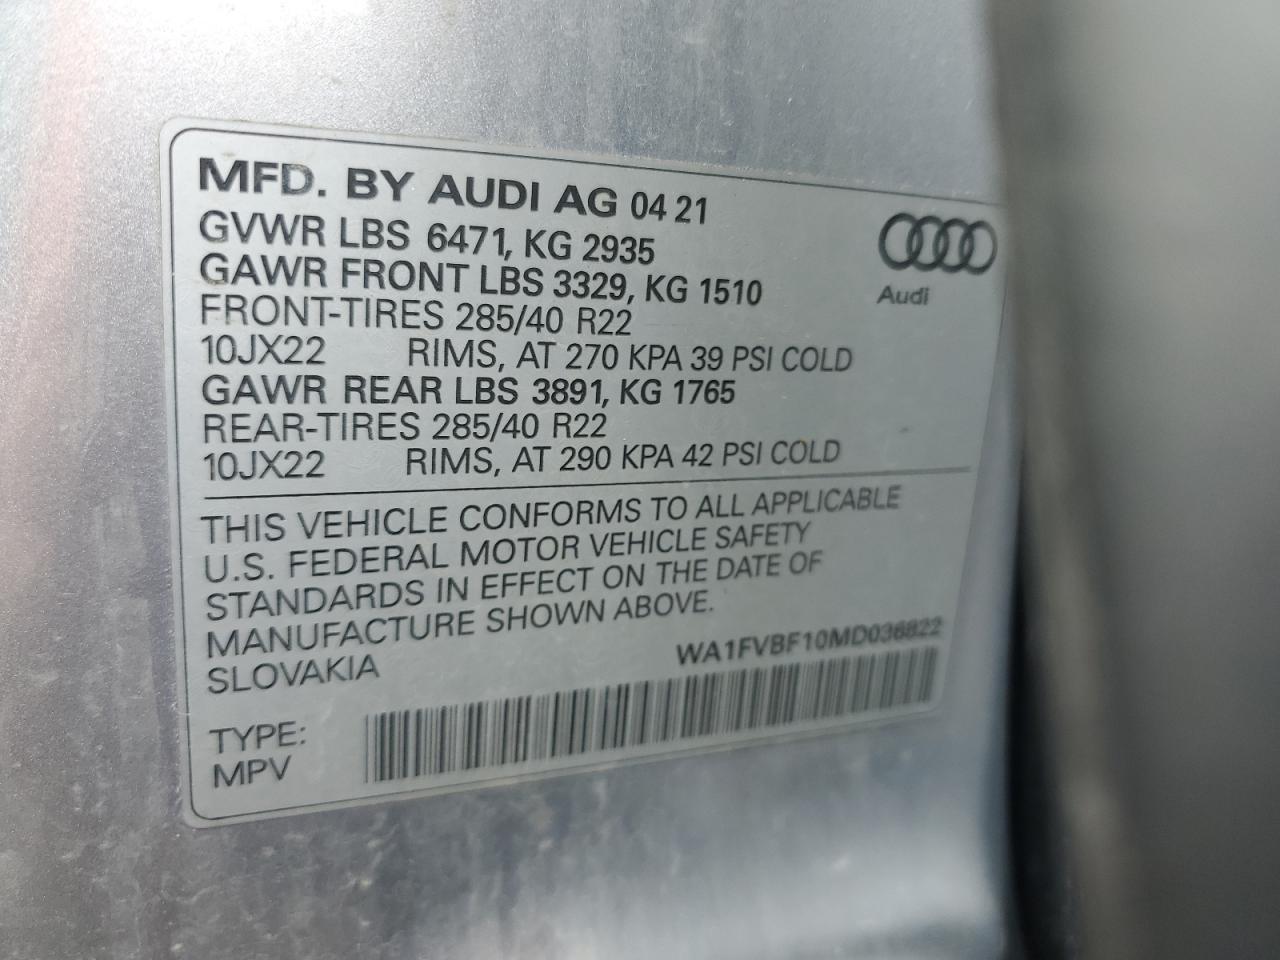 MFD. BY AUDI AG 04 21
GVWR LBS 6471, KG 2935
GAWR FRONT LBS 3329, KG 1510
FRONT-TIRES 285/40 R22
10JX22 RIMS, AT 270 KPA 39 PSI COLD
GAWR REAR LBS 3891, KG 1765
REAR-TIRES 285/40 R22
10JX22 RIMS, AT 290 KPA 42 PSI COLD
Audi
THIS VEHICLE CONFORMS TO ALL APPLICABLE
U.S. FEDERAL MOTOR VEHICLE SAFETY
STANDARDS IN EFFECT ON THE DATE OF
MANUFACTURE SHOWN ABOVE.
SLOVAKIA
WA1FVBF10MD036822
TYPE:
MPV